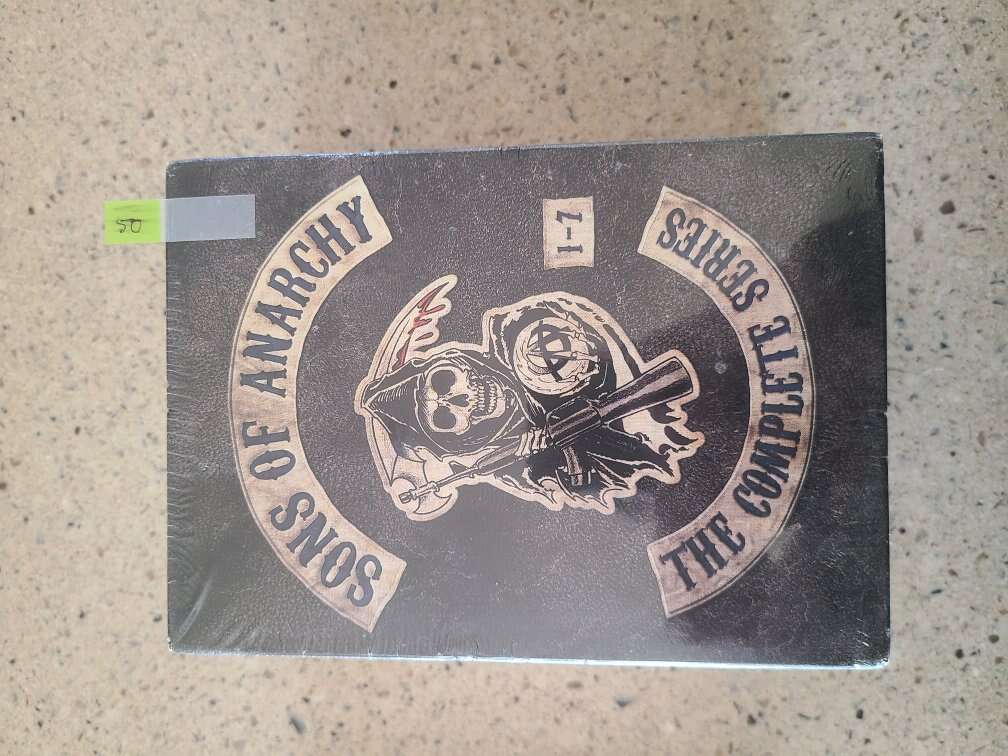 50
SONS OF ANARCHY
1-7
THE COMPLETE SERIES